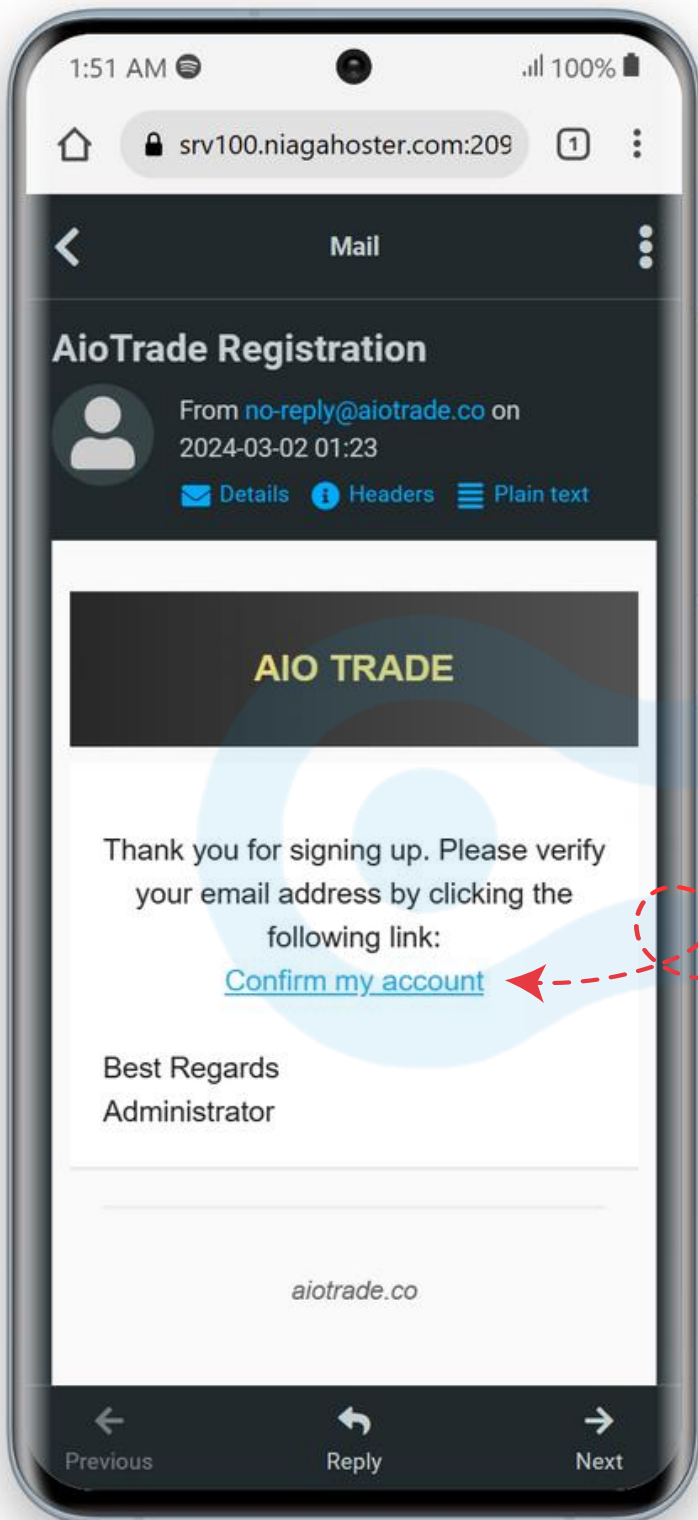 1:51 AM
100%
srv100.niagahoster.com:209
1
Mail
AioTrade Registration
From no-reply@aiotrade.co on
2024-03-02 01:23
Details Headers Plain text
AIO TRADE
Thank you for signing up. Please verify
your email address by clicking the
following link:
Confirm my account
Best Regards
Administrator
aiotrade.co
Previous Reply Next